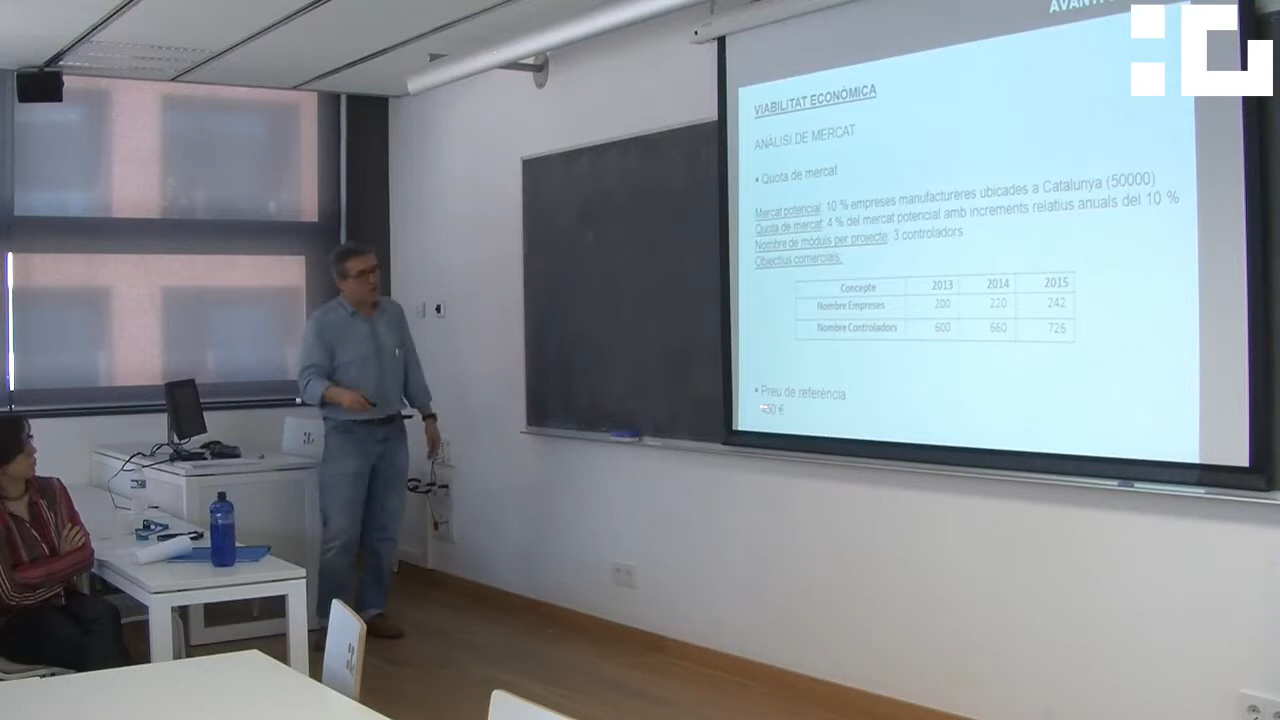 VIABILITAT ECONÒMICA
ANÀLISI DE MERCAT
• Quota de mercat
Mercat potencial: 10 % empreses manufactureres ubicades a Catalunya (50000)
Quota de mercat: 4 % del mercat potencial amb increments relatius anuals del 10 %
Nombre de mòduls per projecte: 3 controladors
Objectius comercials:
Concepte 2013 2014 2015
Nombre Empreses 200 220 242
Nombre Controladors 600 660 726
• Preu de referència